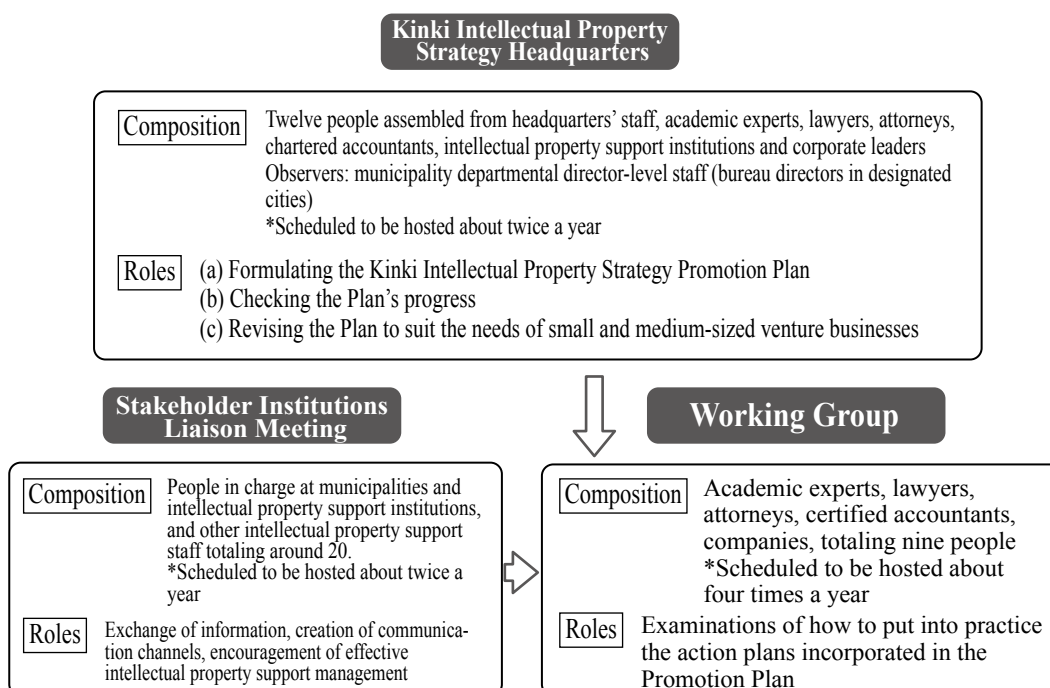 Kinki Intellectual Property
Strategy Headquarters
Composition
Twelve people assembled from headquarters' staff, academic experts, lawyers, attorneys,
chartered accountants, intellectual property support institutions and corporate leaders
Observers: municipality departmental director-level staff (bureau directors in designated
cities)
*Scheduled to be hosted about twice a year
Roles
(a) Formulating the Kinki Intellectual Property Strategy Promotion Plan
(b) Checking the Plan's progress
(c) Revising the Plan to suit the needs of small and medium-sized venture businesses
Stakeholder Institutions
Liaison Meeting
Composition
People in charge at municipalities and
intellectual property support institutions,
and other intellectual property support
staff totaling around 20.
*Scheduled to be hosted about twice a
year
Roles
Exchange of information, creation of communica-
tion channels, encouragement of effective
intellectual property support management
Working Group
Composition
Academic experts, lawyers,
attorneys, certified accountants,
companies, totaling nine people
*Scheduled to be hosted about
four times a year
Roles
Examinations of how to put into practice
the action plans incorporated in the
Promotion Plan